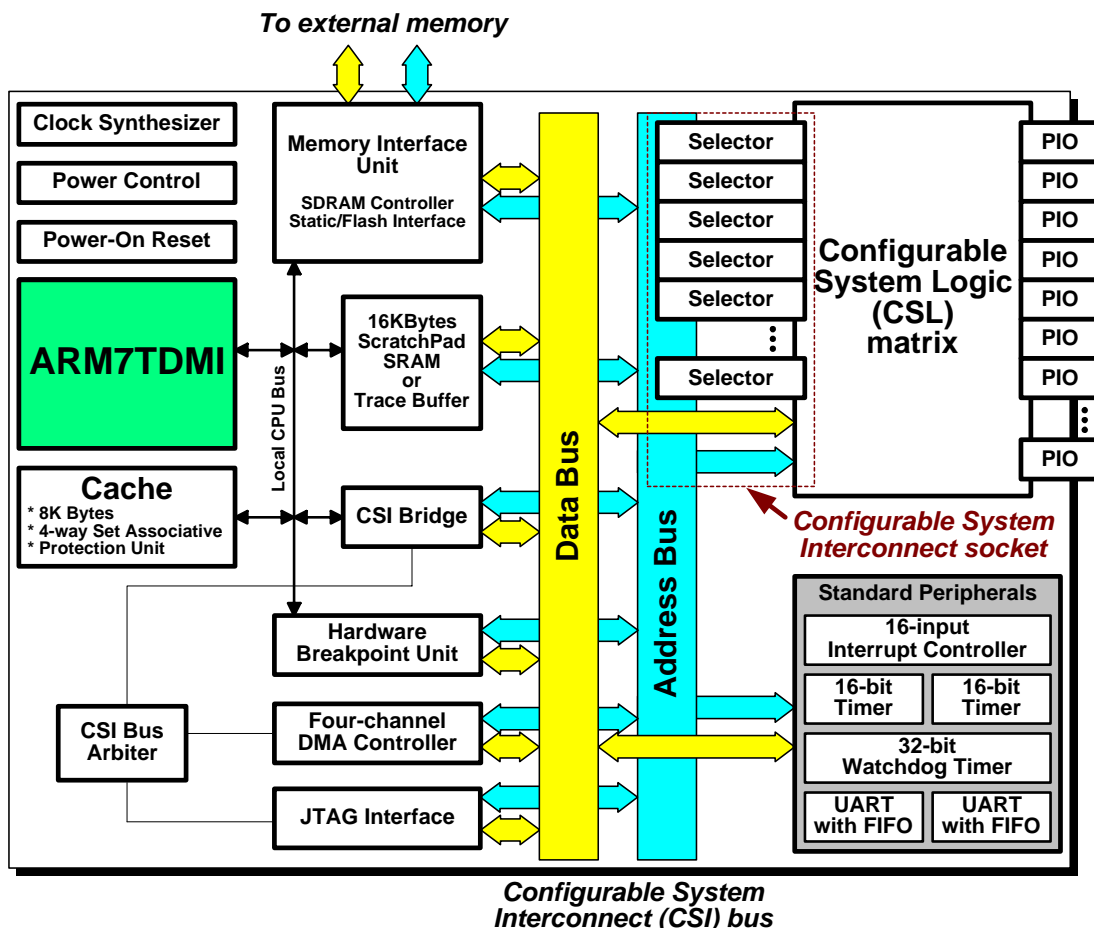 To external memory
Clock Synthesizer
Power Control
Power-On Reset
ARM7TDMI
Cache
* 8K Bytes
* 4-way Set Associative
* Protection Unit
Local CPU Bus
Memory Interface
Unit
SDRAM Controller
Static/Flash Interface
16KBytes
ScratchPad
SRAM
or
Trace Buffer
CSI Bridge
Hardware
Breakpoint Unit
CSI Bus
Arbiter
Four-channel
DMA Controller
JTAG Interface
Data Bus
Address Bus
Selector
Selector
Selector
Selector
Selector
Selector
Configurable
System Logic
(CSL)
matrix
PIO
PIO
PIO
PIO
PIO
PIO
PIO
PIO
Configurable System
Interconnect socket
Standard Peripherals
16-input
Interrupt Controller
16-bit
Timer
16-bit
Timer
32-bit
Watchdog Timer
UART
with FIFO
UART
with FIFO
Configurable System
Interconnect (CSI) bus